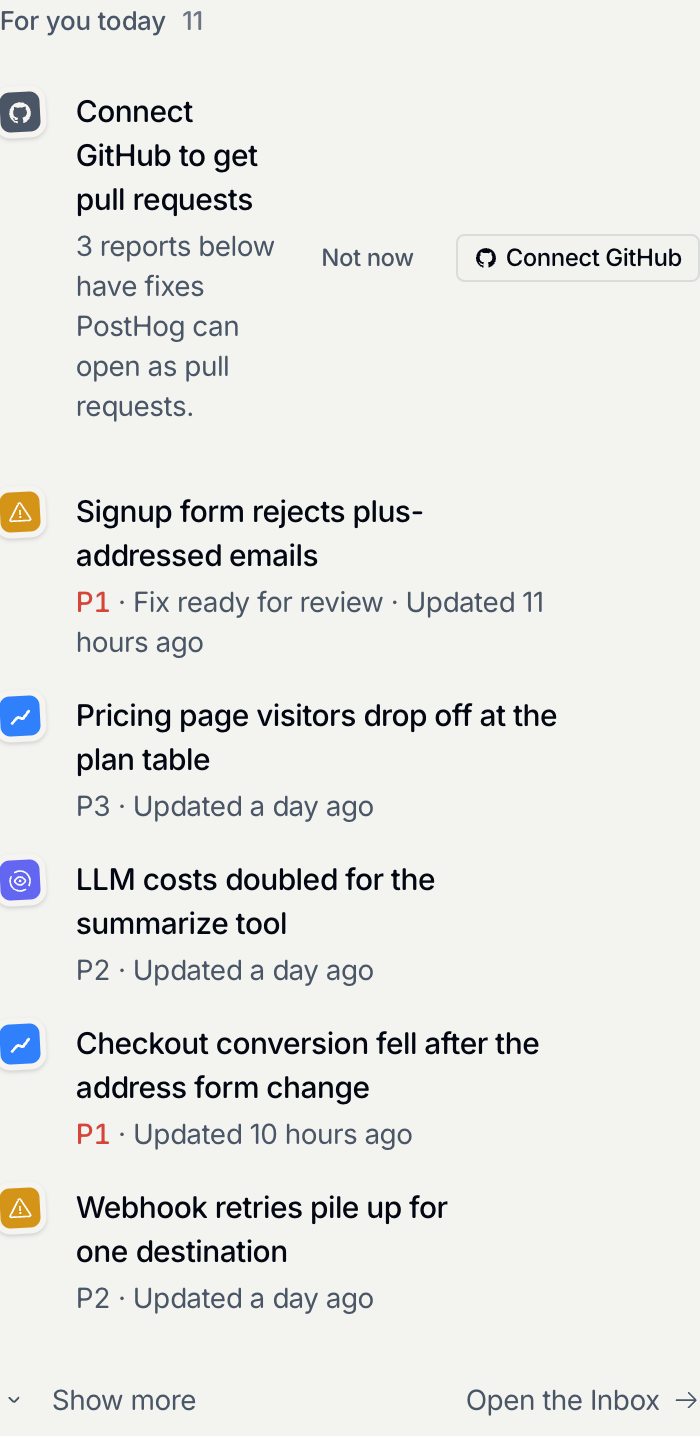 For you today 11
Connect
GitHub to get
pull requests
3 reports below
have fixes
PostHog can
open as pull
requests.
Not now
Connect GitHub
Signup form rejects plus-
addressed emails
P1 · Fix ready for review · Updated 11
hours ago
Pricing page visitors drop off at the
plan table
P3 · Updated a day ago
LLM costs doubled for the
summarize tool
P2 · Updated a day ago
Checkout conversion fell after the
address form change
P1 · Updated 10 hours ago
Webhook retries pile up for
one destination
P2 · Updated a day ago
Show more
Open the Inbox →